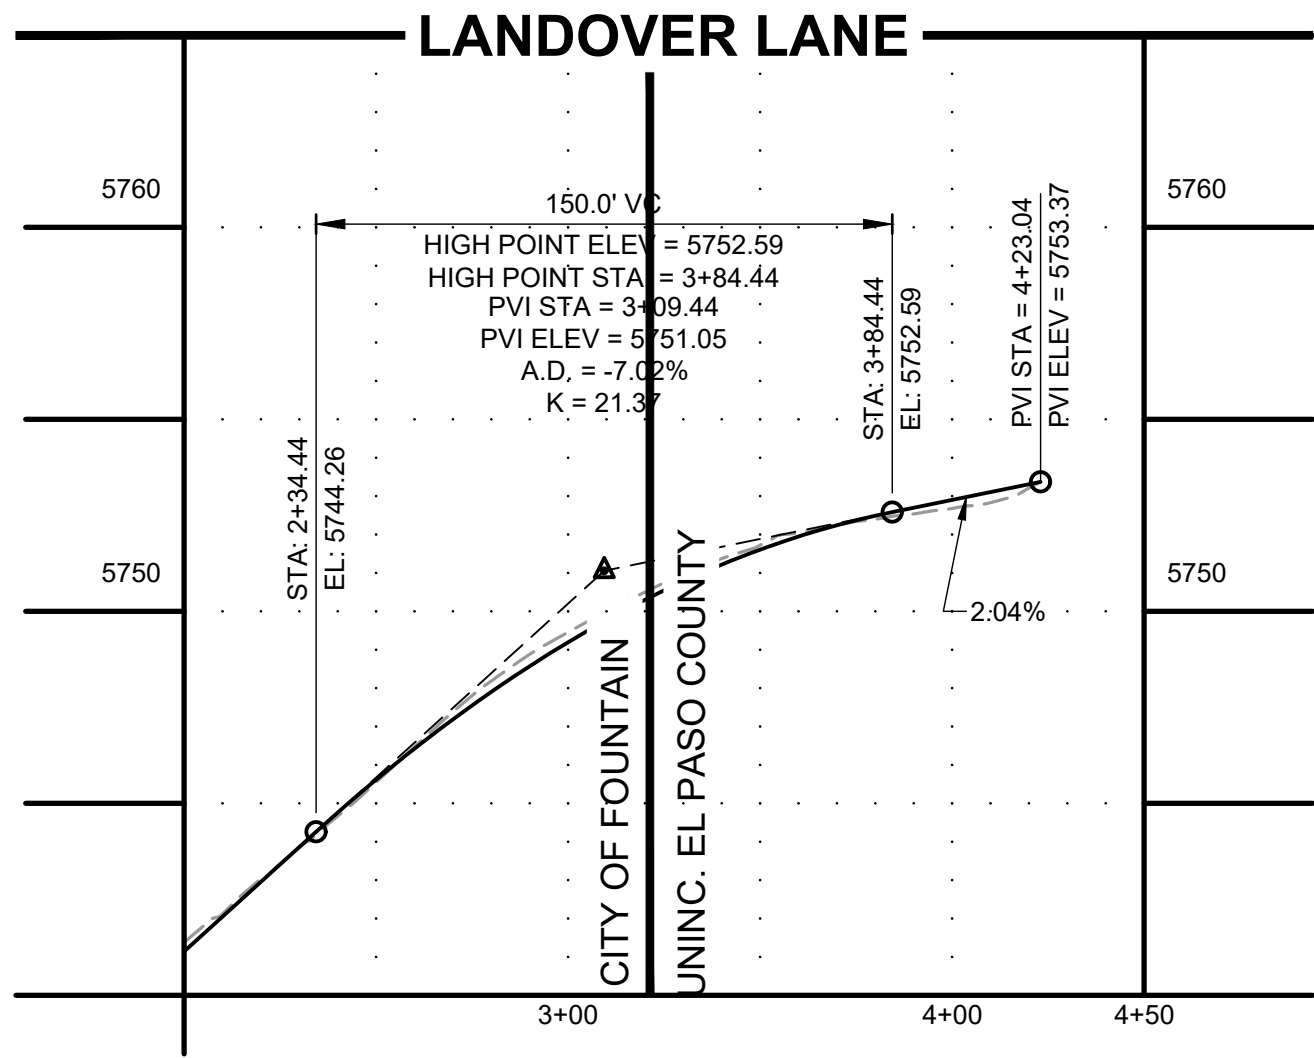 LANDOVER LANE
5760
5760
150.0' VC
HIGH POINT ELEV = 5752.59
HIGH POINT STA = 3+84.44
PVI STA = 3+09.44
PVI ELEV = 5751.05
A.D. = -7.02%
K = 21.37
STA: 2+34.44
EL: 5744.26
STA: 3+84.44
EL: 5752.59
PVI STA = 4+23.04
PVI ELEV = 5753.37
5750
5750
2.04%
CITY OF FOUNTAIN
UNINC. EL PASO COUNTY
3+00
4+00
4+50